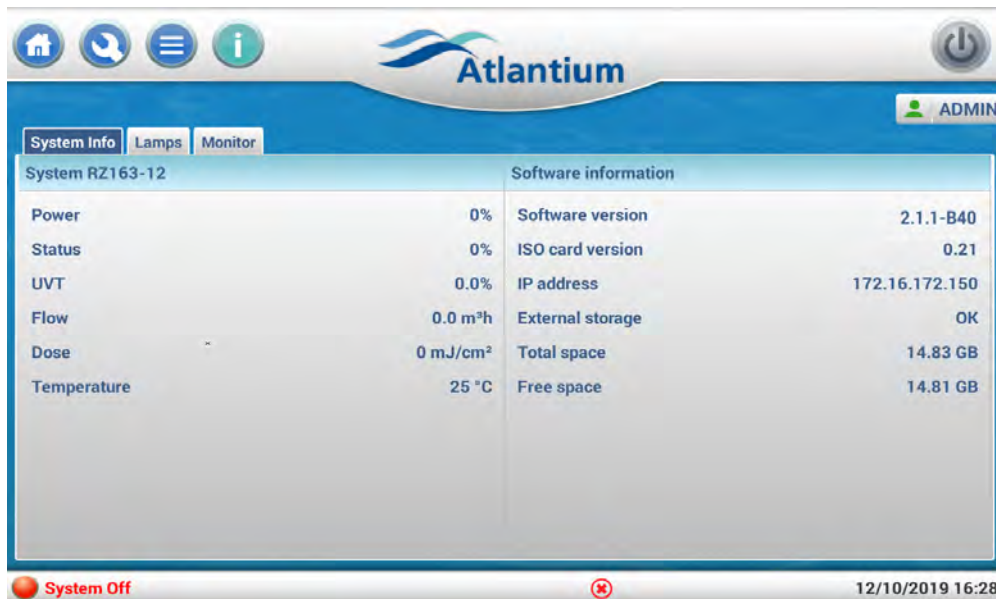 Atlantium
ADMIN
System Info Lamps Monitor
System RZ163-12
Power 0%
Status 0%
UVT 0.0%
Flow 0.0 m³h
Dose 0 mJ/cm²
Temperature 25 °C
Software information
Software version 2.1.1-B40
ISO card version 0.21
IP address 172.16.172.150
External storage OK
Total space 14.83 GB
Free space 14.81 GB
System Off
12/10/2019 16:28